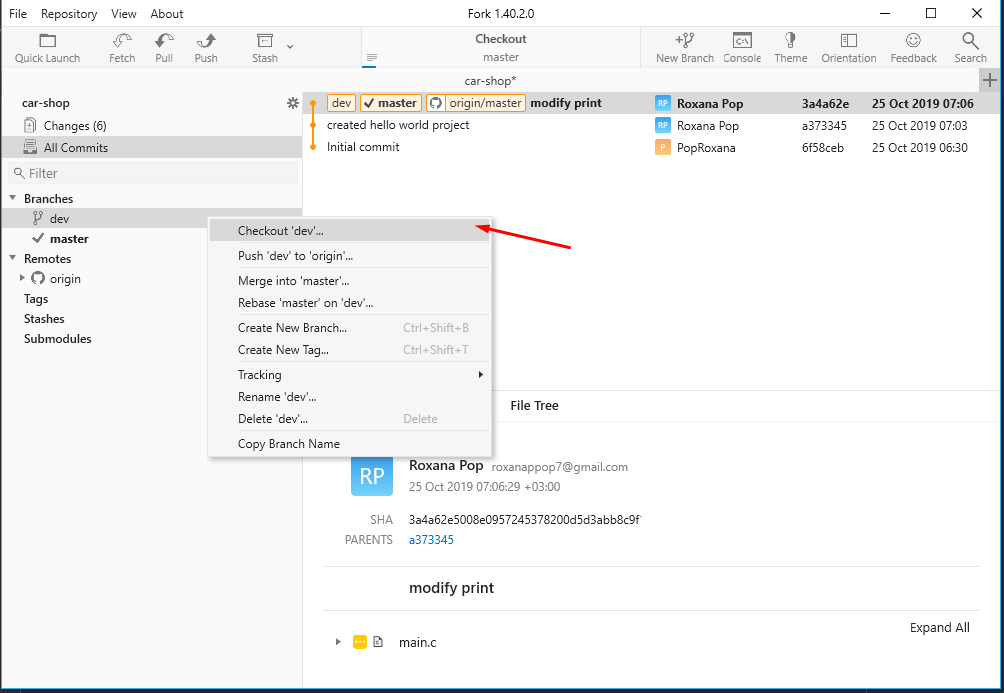 File Repository View About Fork 1.40.2.0
Quick Launch Fetch Pull Push Stash Checkout master New Branch Console Theme Orientation Feedback Search
car-shop*
car-shop
Changes (6)
All Commits
Filter
Branches
dev
master
Remotes
origin
Tags
Stashes
Submodules
dev master origin/master modify print RP Roxana Pop 3a4a62e 25 Oct 2019 07:06
created hello world project RP Roxana Pop a373345 25 Oct 2019 07:03
Initial commit P PopRoxana 6f58ceb 25 Oct 2019 06:30
Checkout 'dev'...
Push 'dev' to 'origin'...
Merge into 'master'...
Rebase 'master' on 'dev'...
Create New Branch... Ctrl+Shift+B
Create New Tag... Ctrl+Shift+T
Tracking
Rename 'dev'...
Delete 'dev'... Delete
Copy Branch Name
File Tree
RP Roxana Pop roxanappop7@gmail.com
25 Oct 2019 07:06:29 +03:00
SHA 3a4a62e5008e0957245378200d5d3abb8c9f
PARENTS a373345
modify print
Expand All
main.c